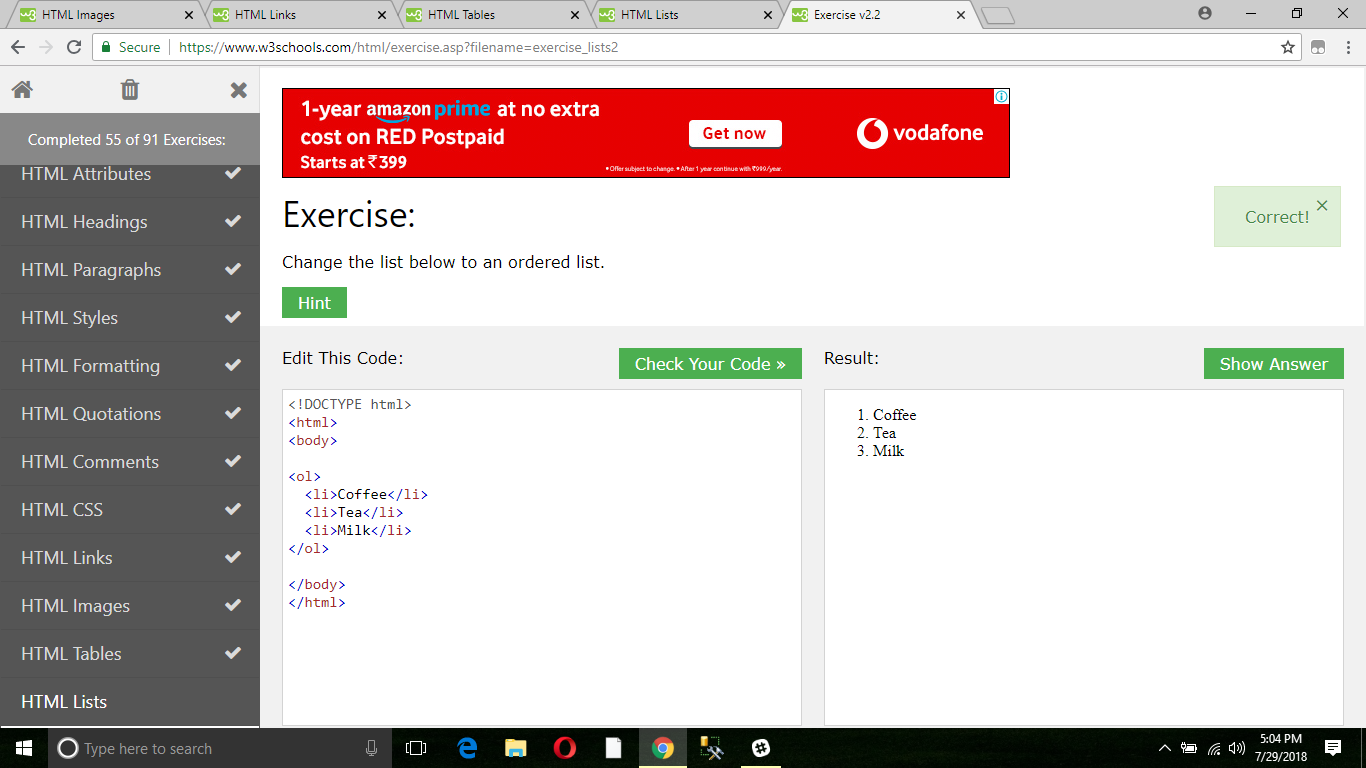 HTML Images
HTML Links
HTML Tables
HTML Lists
Exercise v2.2
Secure https://www.w3schools.com/html/exercise.asp?filename=exercise_lists2
Completed 55 of 91 Exercises:
HTML Attributes
HTML Headings
HTML Paragraphs
HTML Styles
HTML Formatting
HTML Quotations
HTML Comments
HTML CSS
HTML Links
HTML Images
HTML Tables
HTML Lists
1-year amazon prime at no extra
cost on RED Postpaid
Starts at ₹399
Get now
vodafone
• Offer subject to change. • After 1 year continue with ₹999/year.
Exercise:
Correct!
Change the list below to an ordered list.
Hint
Edit This Code:
Check Your Code »
Result:
Show Answer
<!DOCTYPE html>
<html>
<body>
<ol>
<li>Coffee</li>
<li>Tea</li>
<li>Milk</li>
</ol>
</body>
</html>
1. Coffee
2. Tea
3. Milk
Type here to search
5:04 PM
7/29/2018